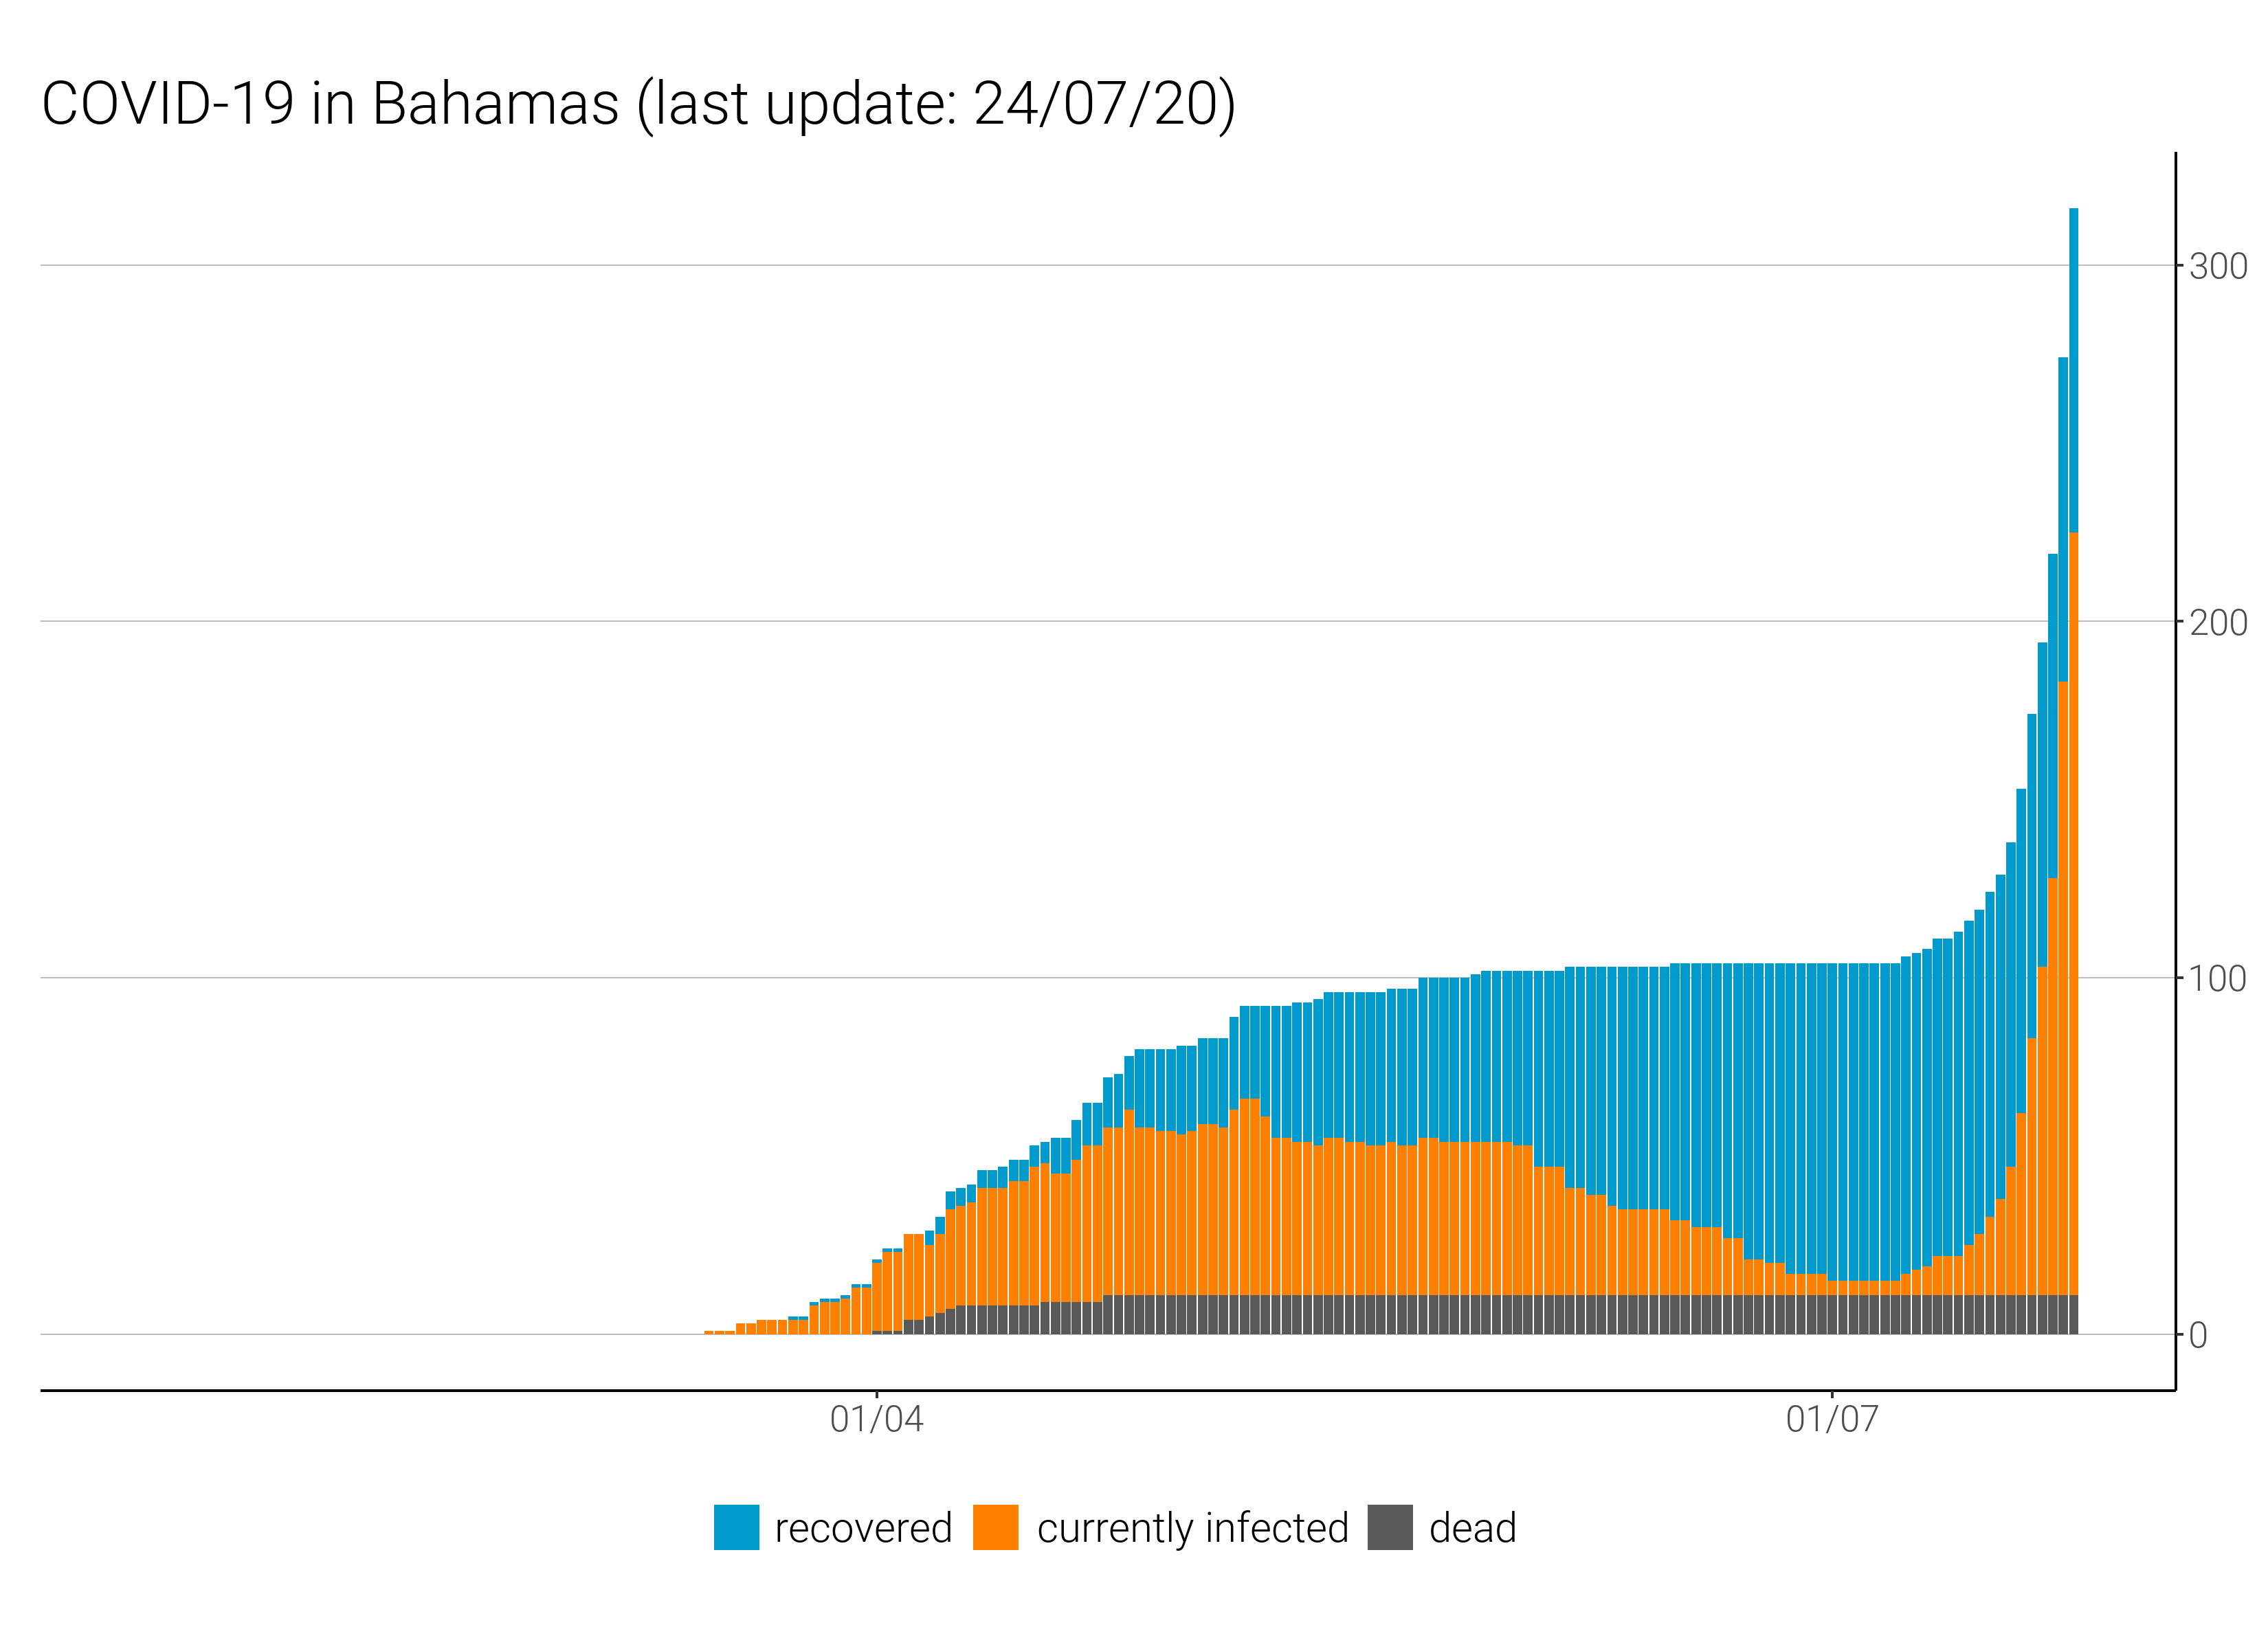 COVID-19 in Bahamas (last update: 24/07/20)
300
200
100
0
01/04 01/07
recovered currently infected dead